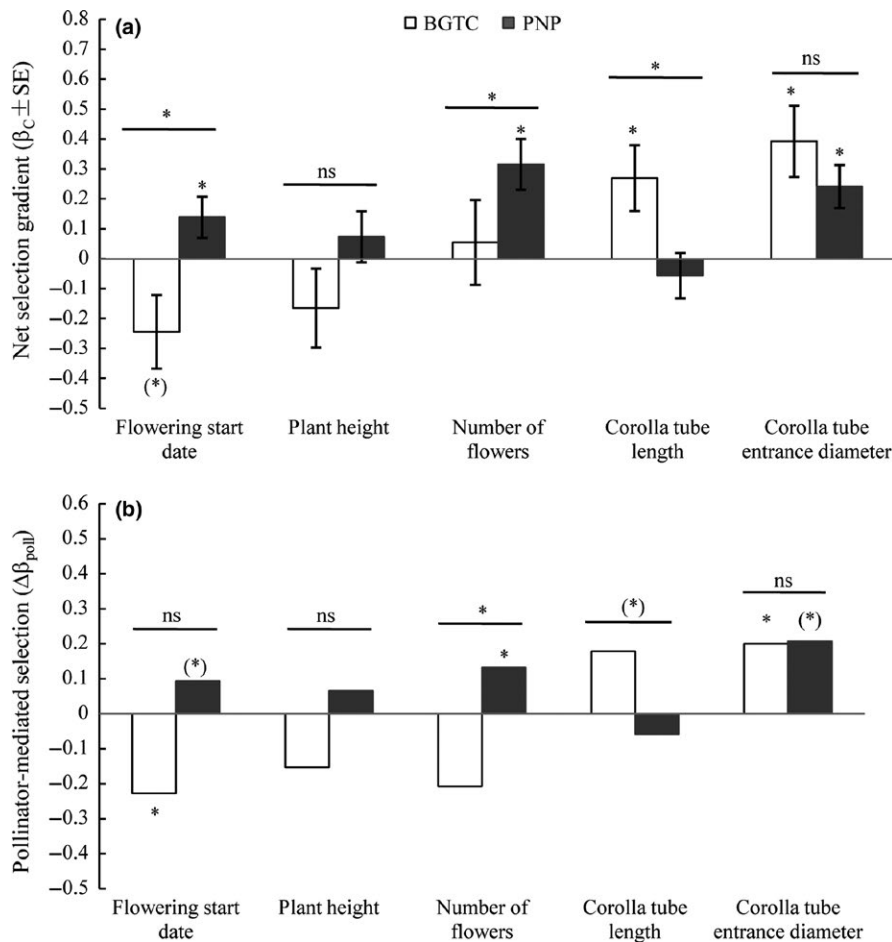 (a)
BGTC PNP
Net selection gradient (βC ± SE)
0.8
0.7
0.6
0.5
0.4
0.3
0.2
0.1
0
–0.1
–0.2
–0.3
–0.4
–0.5
* ns * * ns
* * * * *
(*)
Flowering start date
Plant height
Number of flowers
Corolla tube length
Corolla tube entrance diameter
(b)
Pollinator-mediated selection (Δβpoll)
0.6
0.5
0.4
0.3
0.2
0.1
0
–0.1
–0.2
–0.3
–0.4
–0.5
ns ns * (*) ns
(*) * * (*)
*
Flowering start date
Plant height
Number of flowers
Corolla tube length
Corolla tube entrance diameter